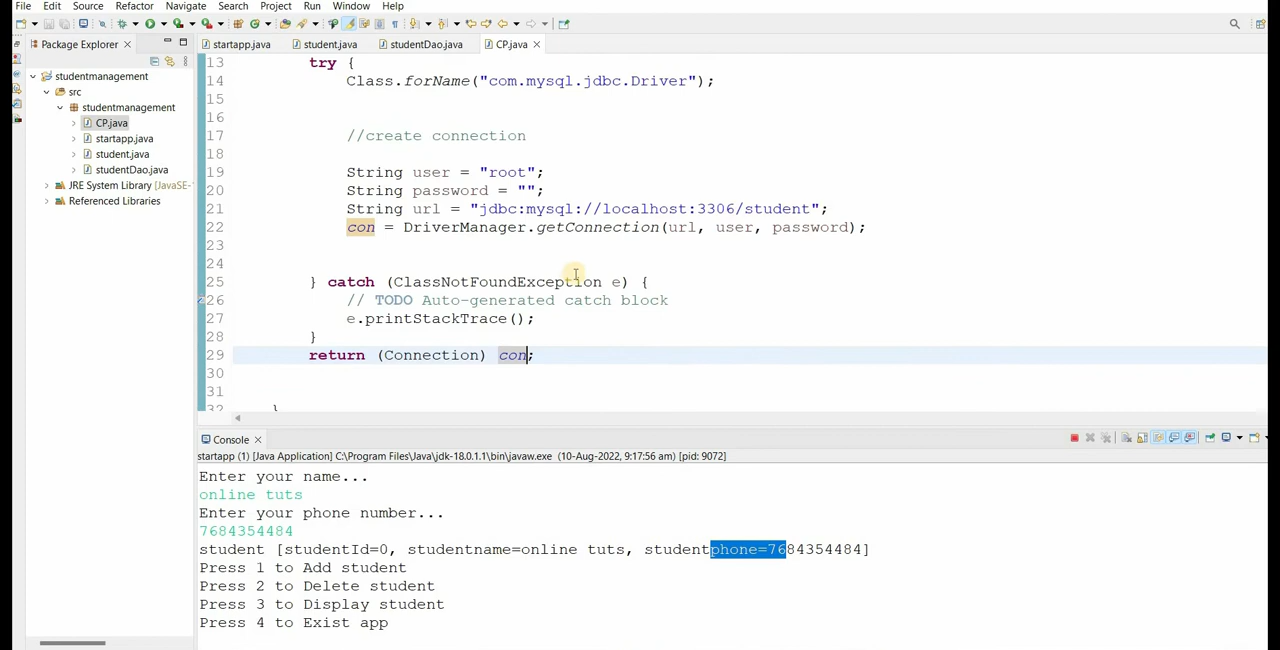 File Edit Source Refactor Navigate Search Project Run Window Help
Package Explorer
studentmanagement
src
studentmanagement
CP.java
startapp.java
student.java
studentDao.java
JRE System Library [JavaSE-
Referenced Libraries
startapp.java student.java studentDao.java CP.java
13 try {
14 Class.forName("com.mysql.jdbc.Driver");
15
16
17 //create connection
18
19 String user = "root";
20 String password = "";
21 String url = "jdbc:mysql://localhost:3306/student";
22 con = DriverManager.getConnection(url, user, password);
23
24
25 } catch (ClassNotFoundException e) {
26 // TODO Auto-generated catch block
27 e.printStackTrace();
28 }
29 return (Connection) con;
30
31
32 }
Console
startapp (1) [Java Application] C:\Program Files\Java\jdk-18.0.1.1\bin\javaw.exe (10-Aug-2022, 9:17:56 am) [pid: 9072]
Enter your name...
online tuts
Enter your phone number...
7684354484
student [studentId=0, studentname=online tuts, studentphone=7684354484]
Press 1 to Add student
Press 2 to Delete student
Press 3 to Display student
Press 4 to Exist app